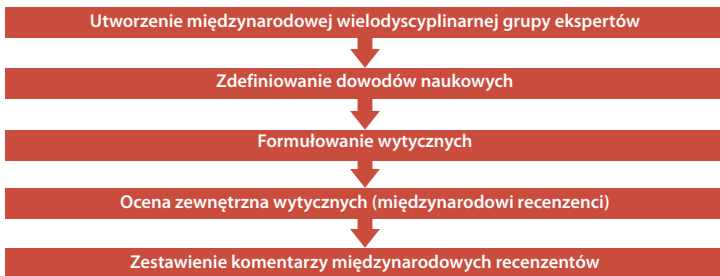 Utworzenie międzynarodowej wielodyscyplinarnej grupy ekspertów
Zdefiniowanie dowodów naukowych
Formułowanie wytycznych
Ocena zewnętrzna wytycznych (międzynarodowi recenzenci)
Zestawienie komentarzy międzynarodowych recenzentów